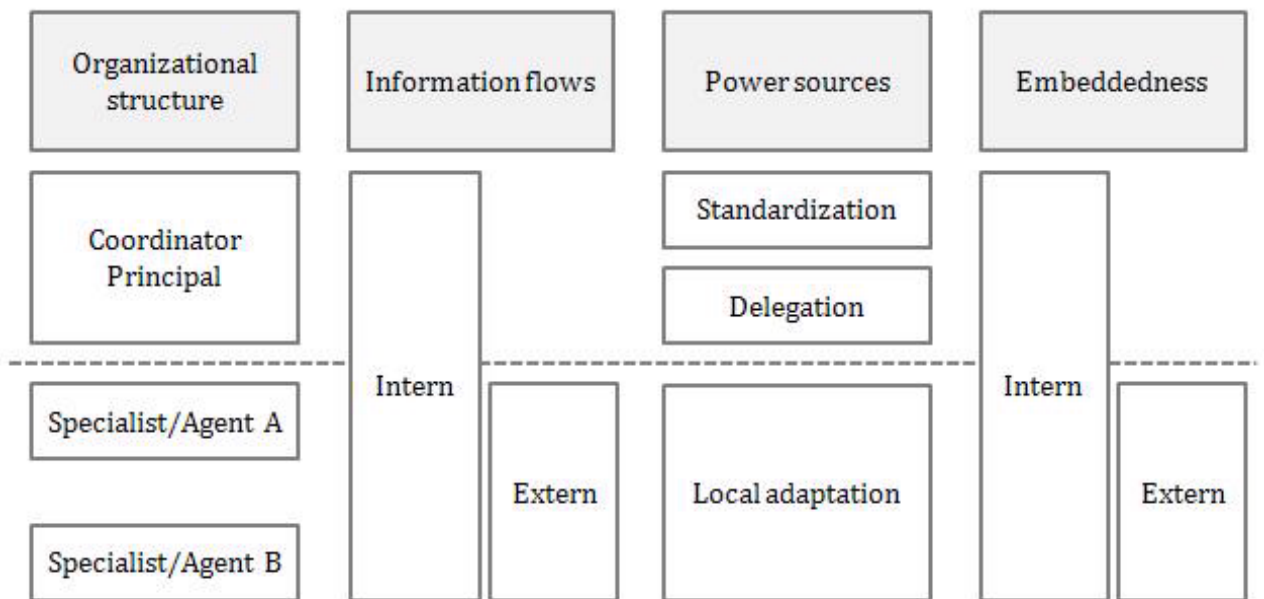 Organizational
structure
Information flows
Power sources
Embeddedness
Coordinator
Principal
Standardization
Delegation
Intern
Intern
Specialist/Agent A
Extern
Local adaptation
Extern
Specialist/Agent B